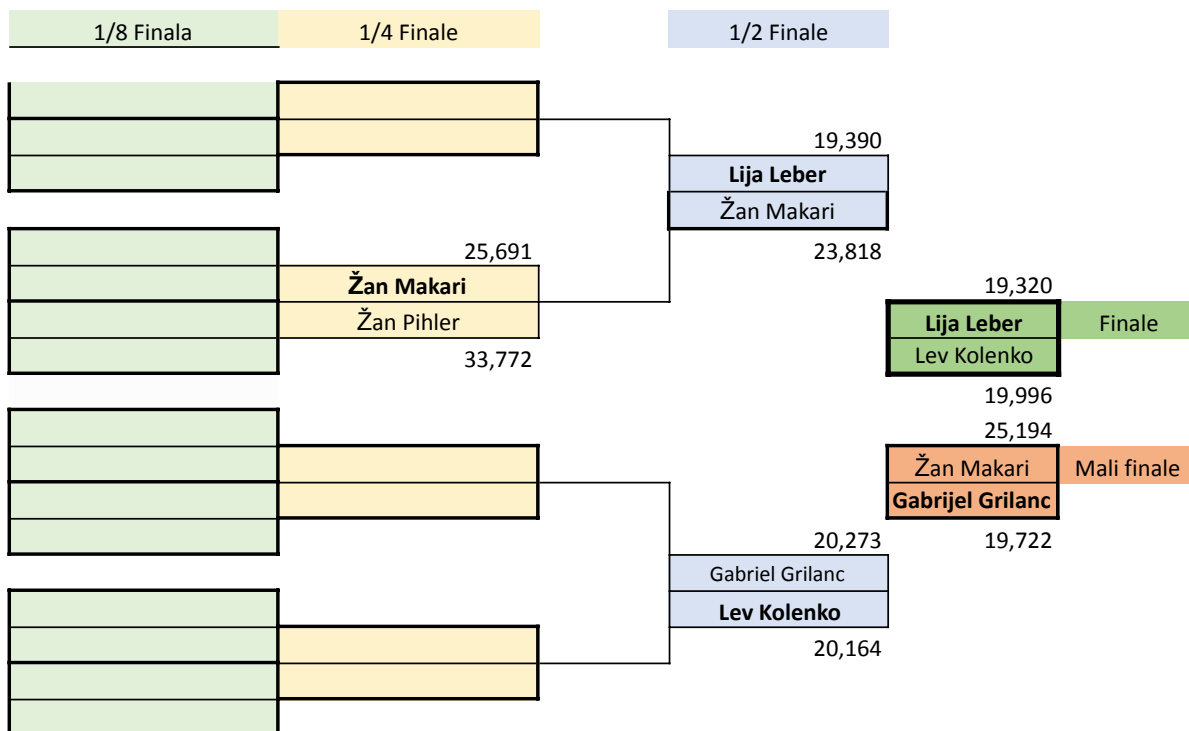 1/8 Finala 1/4 Finale 1/2 Finale
19,390
Lija Leber
Žan Makari
25,691 23,818
Žan Makari 19,320
Žan Pihler Lija Leber Finale
33,772 Lev Kolenko
19,996
25,194
Žan Makari Mali finale
Gabrijel Grilanc
20,273 19,722
Gabriel Grilanc
Lev Kolenko
20,164